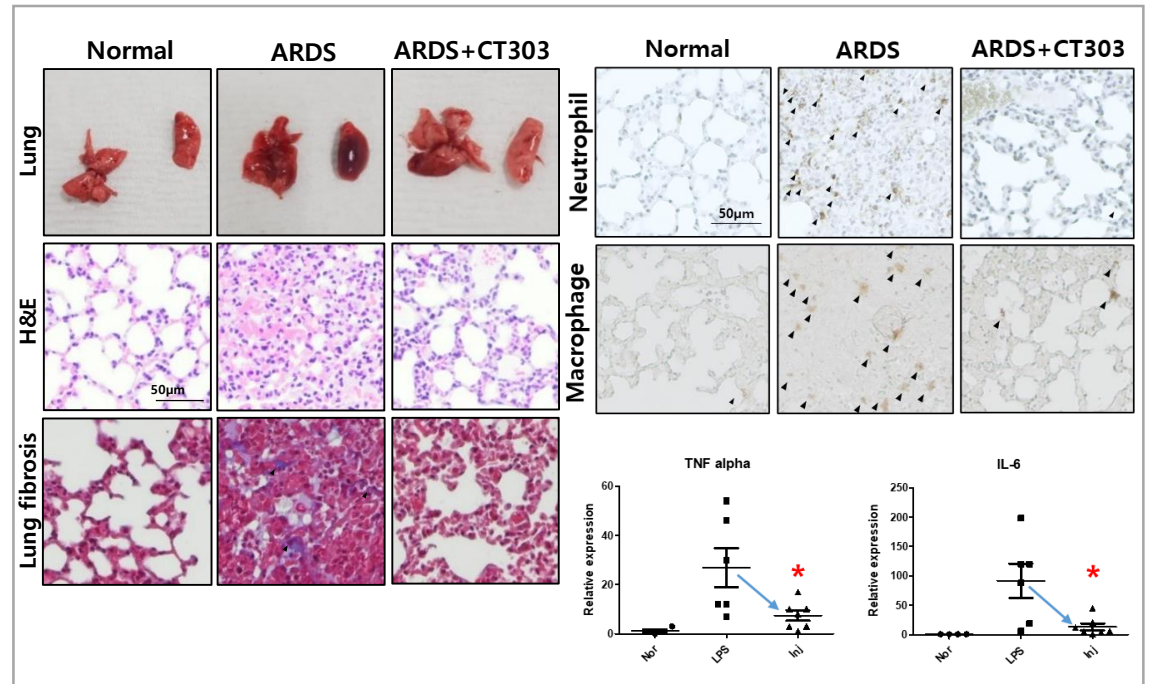 Normal ARDS ARDS+CT303
Lung
H&E
50μm
Lung fibrosis
Normal ARDS ARDS+CT303
Neutrophil
50μm
Macrophage
TNF alpha
Relative expression
60
40
20
0
Nor LPS Inj
*
IL-6
Relative expression
250
200
150
100
50
0
Nor LPS Inj
*